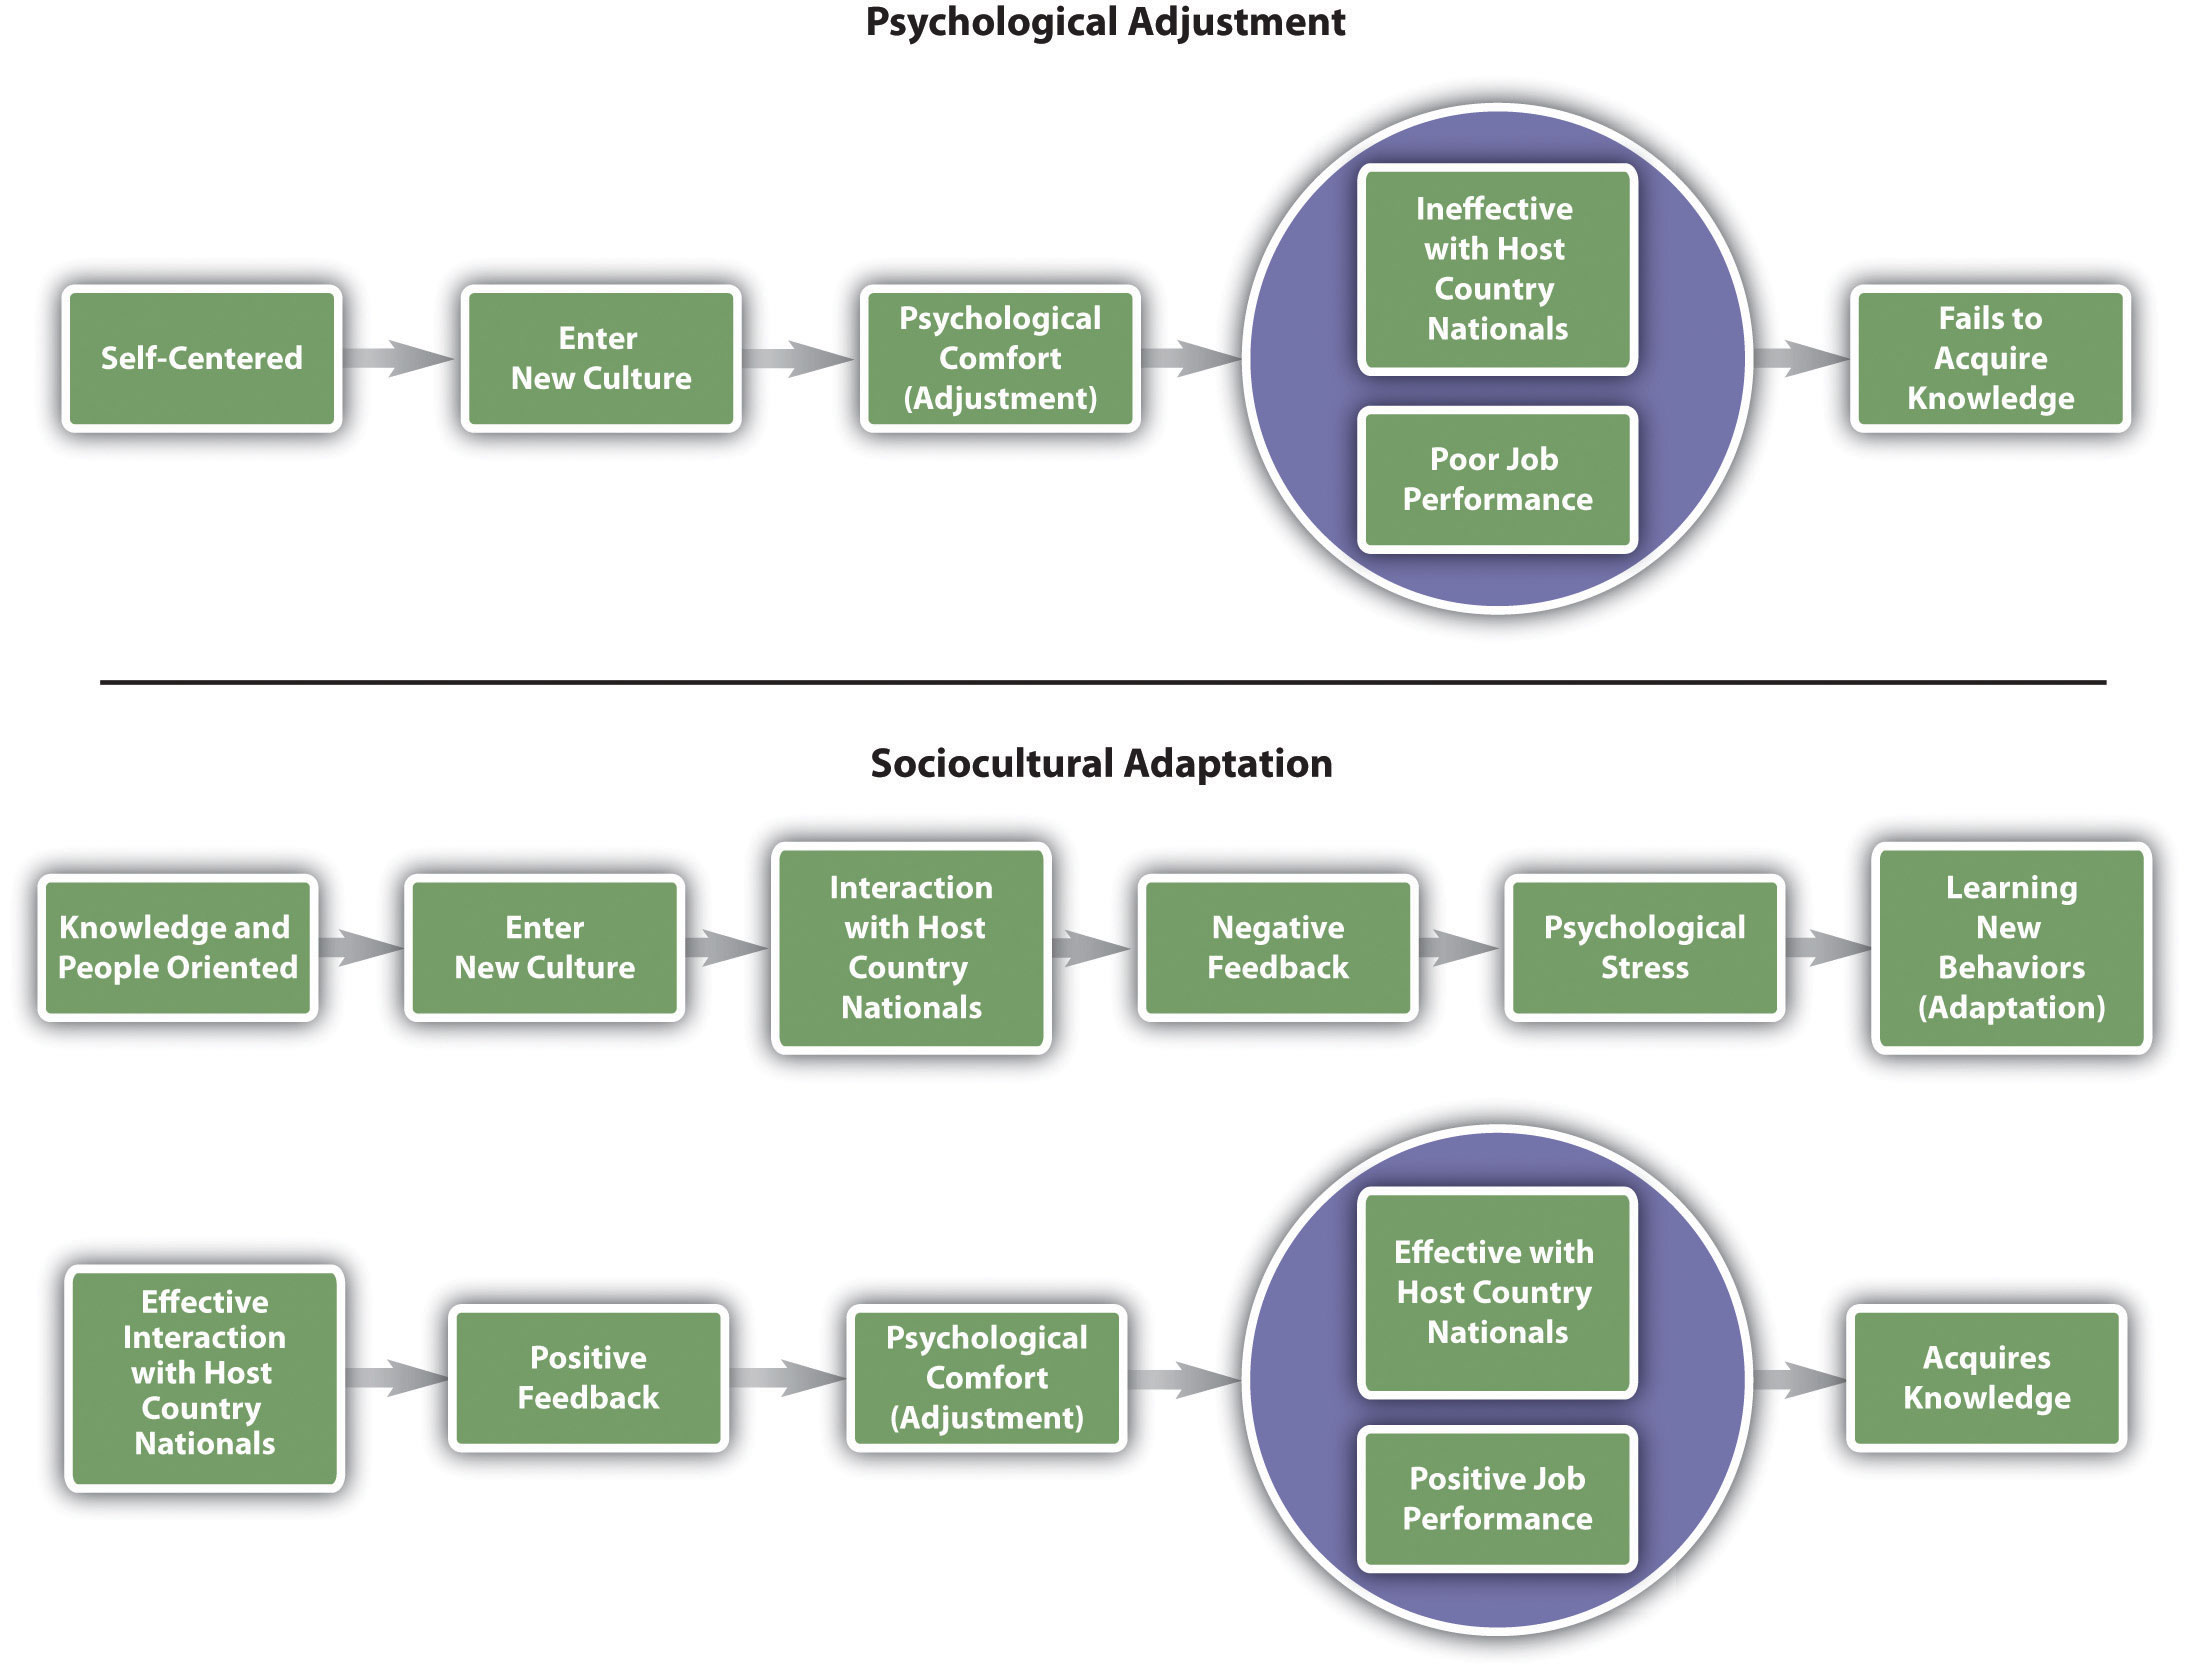 Psychological Adjustment
Self-Centered
Enter
New Culture
Psychological
Comfort
(Adjustment)
Ineffective
with Host
Country
Nationals
Poor Job
Performance
Fails to
Acquire
Knowledge
Sociocultural Adaptation
Knowledge and
People Oriented
Enter
New Culture
Interaction
with Host
Country
Nationals
Negative
Feedback
Psychological
Stress
Learning
New
Behaviors
(Adaptation)
Effective
Interaction
with Host
Country
Nationals
Positive
Feedback
Psychological
Comfort
(Adjustment)
Effective with
Host Country
Nationals
Positive Job
Performance
Acquires
Knowledge